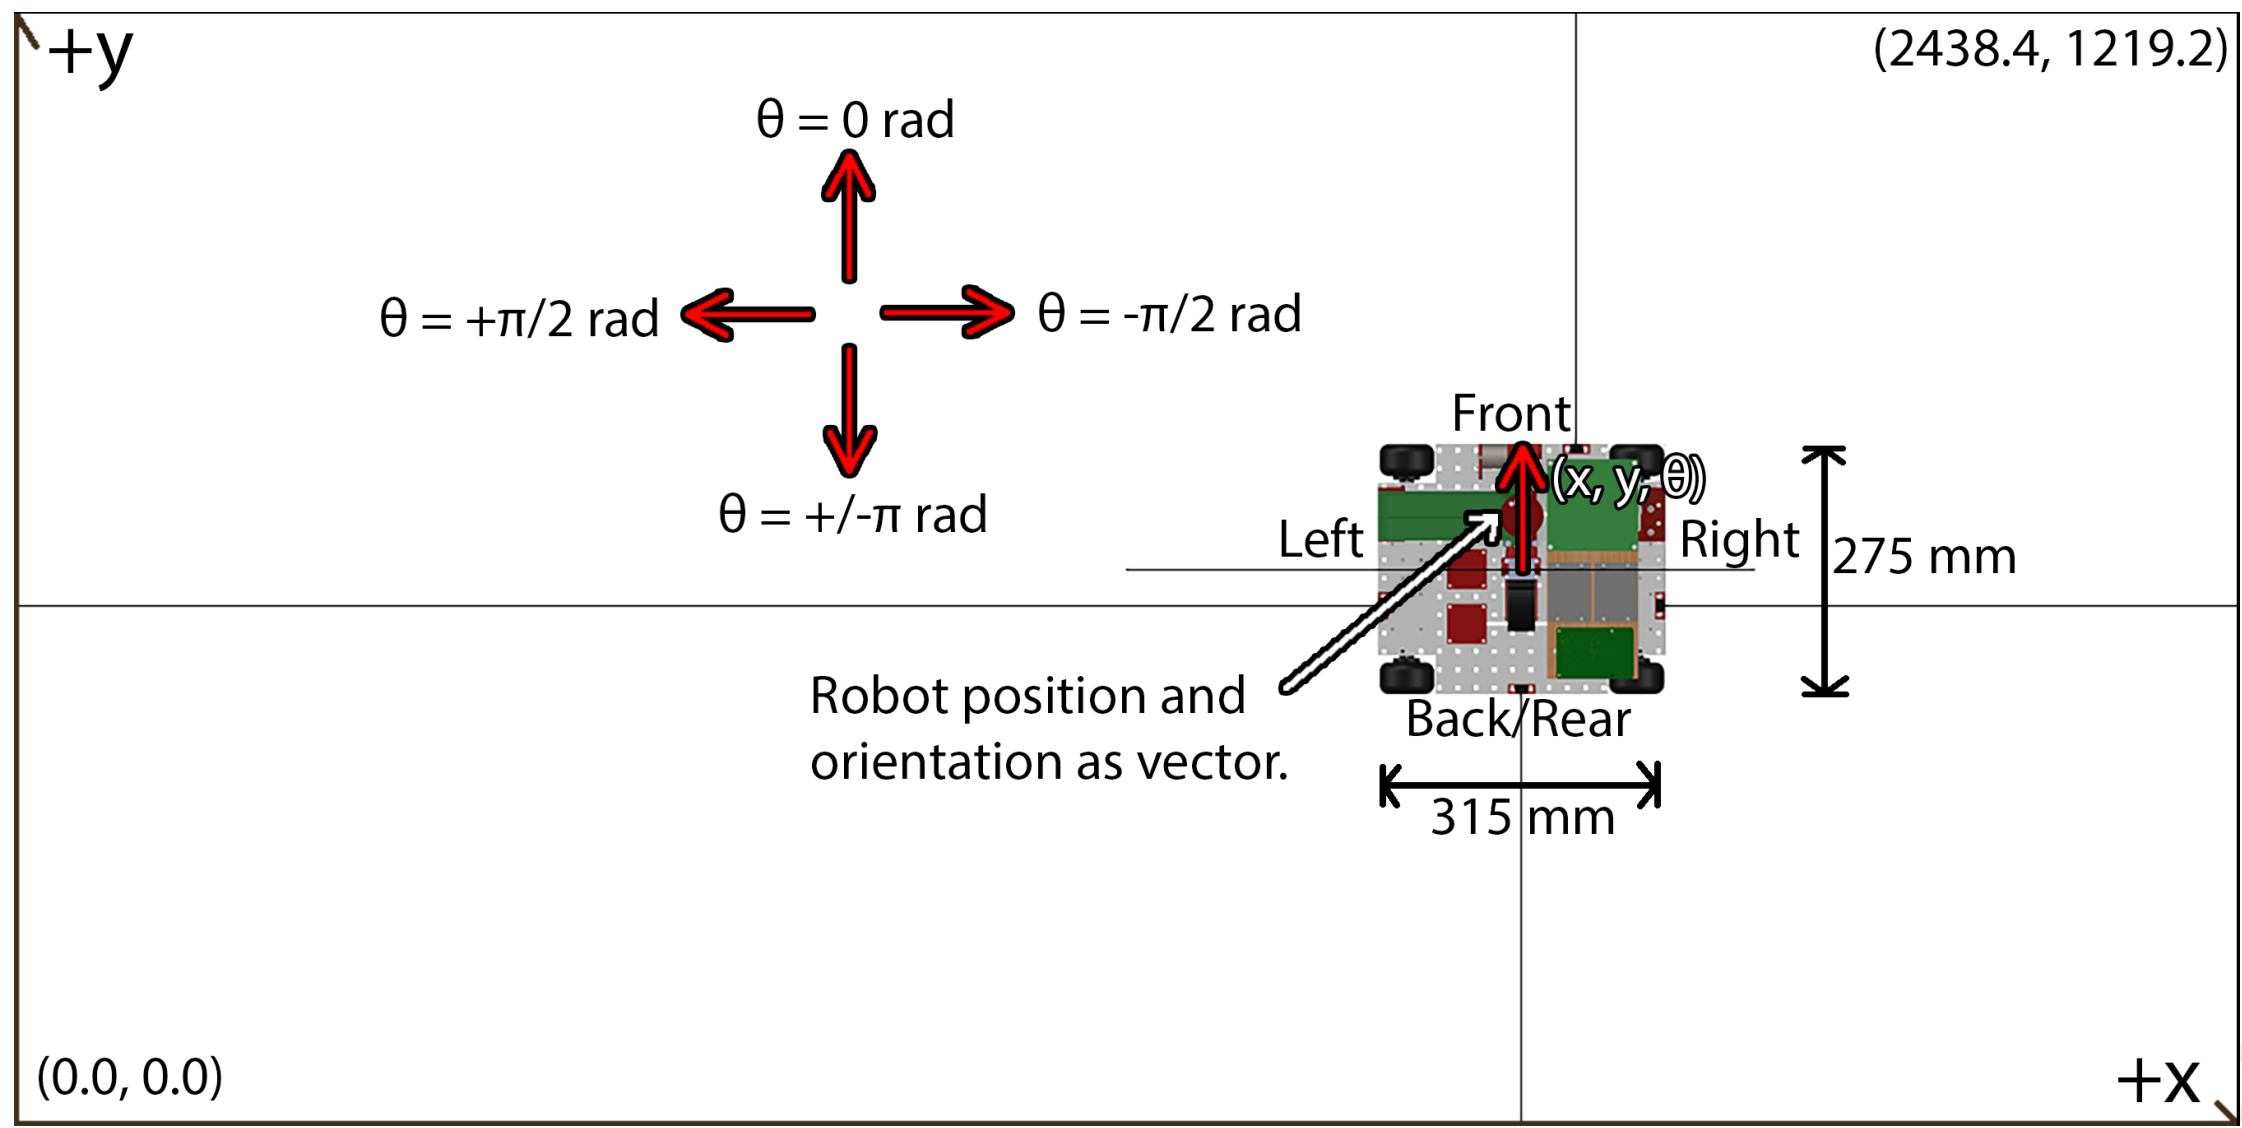 +y
(2438.4, 1219.2)
θ = 0 rad
θ = +π/2 rad
θ = -π/2 rad
θ = +/-π rad
Front
(x, y, θ)
Left
Right
275 mm
Robot position and
orientation as vector.
Back/Rear
315 mm
(0.0, 0.0)
+x